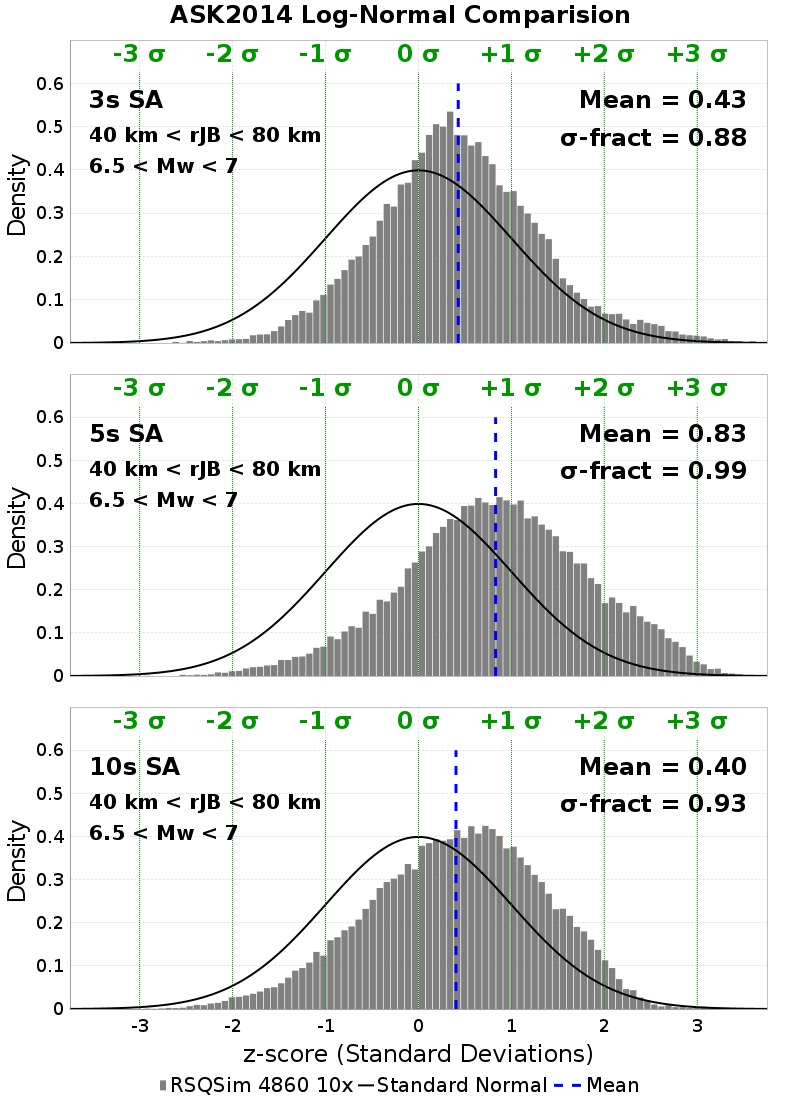 ASK2014 Log-Normal Comparision
-3 σ -2 σ -1 σ 0 σ +1 σ +2 σ +3 σ
0.6
3s SA Mean = 0.43
0.5
40 km < rJB < 80 km σ-fract = 0.88
6.5 < Mw < 7
0.4
Density
0.3
0.2
0.1
0
-3 σ -2 σ -1 σ 0 σ +1 σ +2 σ +3 σ
0.6
5s SA Mean = 0.83
0.5
40 km < rJB < 80 km σ-fract = 0.99
6.5 < Mw < 7
0.4
Density
0.3
0.2
0.1
0
-3 σ -2 σ -1 σ 0 σ +1 σ +2 σ +3 σ
0.6
10s SA Mean = 0.40
0.5
40 km < rJB < 80 km σ-fract = 0.93
6.5 < Mw < 7
0.4
Density
0.3
0.2
0.1
0
-3 -2 -1 0 1 2 3
z-score (Standard Deviations)
RSQSim 4860 10x Standard Normal Mean